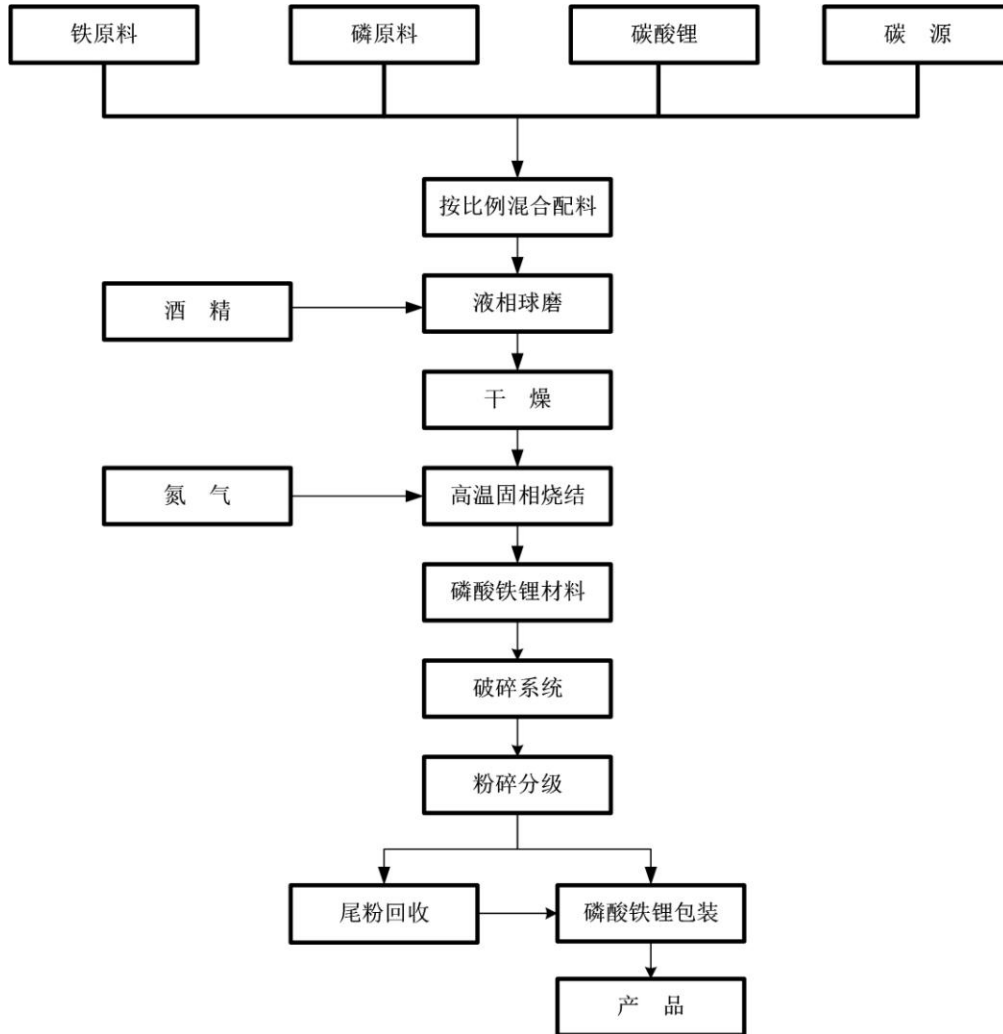 铁原料
磷原料
碳酸锂
碳 源
按比例混合配料
酒 精
液相球磨
干 燥
氮 气
高温固相烧结
磷酸铁锂材料
破碎系统
粉碎分级
尾粉回收
磷酸铁锂包装
产 品